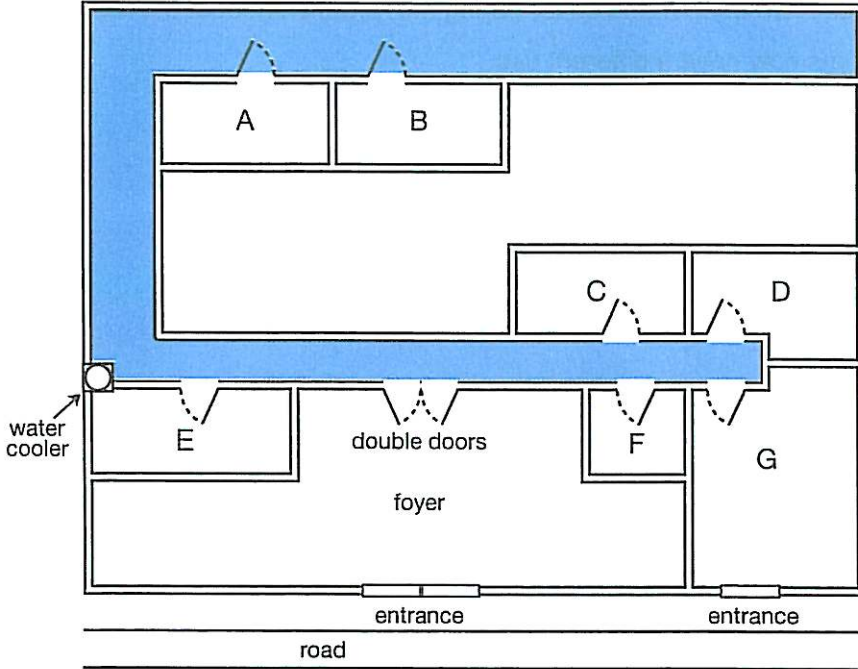 A
B
C
D
water
cooler
E
double doors
F
G
foyer
entrance
entrance
road